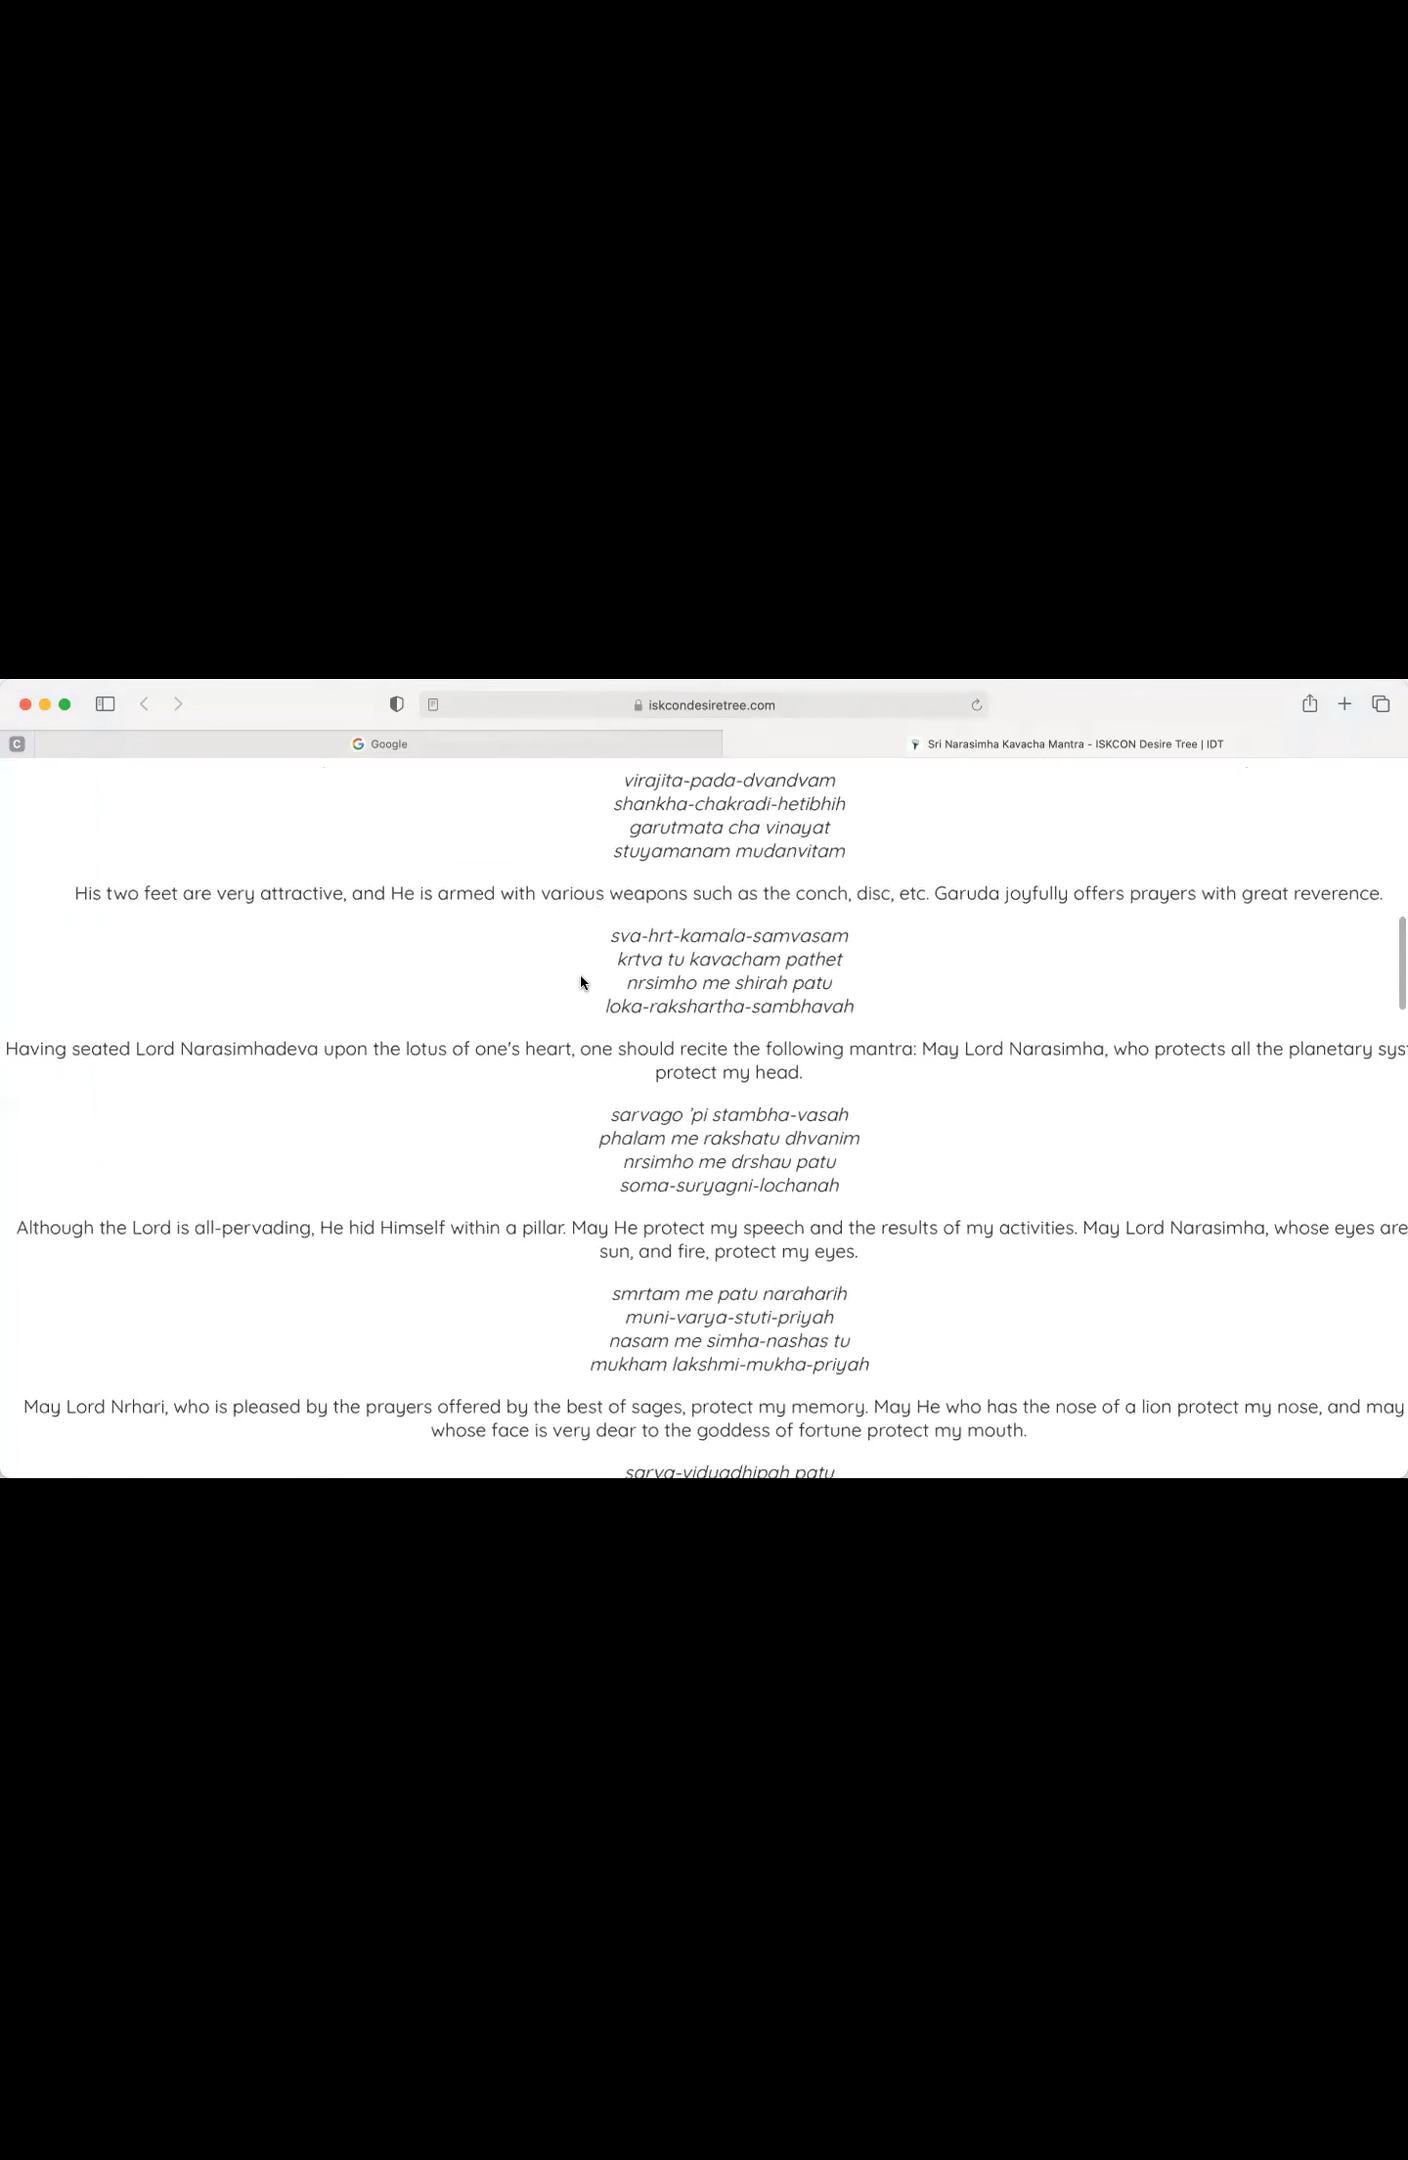 iskcondesiretree.com
C
Google
Sri Narasimha Kavacha Mantra - ISKCON Desire Tree | IDT
virajita-pada-dvandvam
shankha-chakradi-hetibhih
garutmata cha vinayat
stuyamanam mudanvitam
His two feet are very attractive, and He is armed with various weapons such as the conch, disc, etc. Garuda joyfully offers prayers with great reverence.
sva-hrt-kamala-samvasam
krtva tu kavacham pathet
nrsimho me shirah patu
loka-rakshartha-sambhavah
Having seated Lord Narasimhadeva upon the lotus of one's heart, one should recite the following mantra: May Lord Narasimha, who protects all the planetary sys
protect my head.
sarvago 'pi stambha-vasah
phalam me rakshatu dhvanim
nrsimho me drshau patu
soma-suryagni-lochanah
Although the Lord is all-pervading, He hid Himself within a pillar. May He protect my speech and the results of my activities. May Lord Narasimha, whose eyes are
sun, and fire, protect my eyes.
smrtam me patu naraharih
muni-varya-stuti-priyah
nasam me simha-nashas tu
mukham lakshmi-mukha-priyah
May Lord Nrhari, who is pleased by the prayers offered by the best of sages, protect my memory. May He who has the nose of a lion protect my nose, and may
whose face is very dear to the goddess of fortune protect my mouth.
sarva-vidyadhipah patu